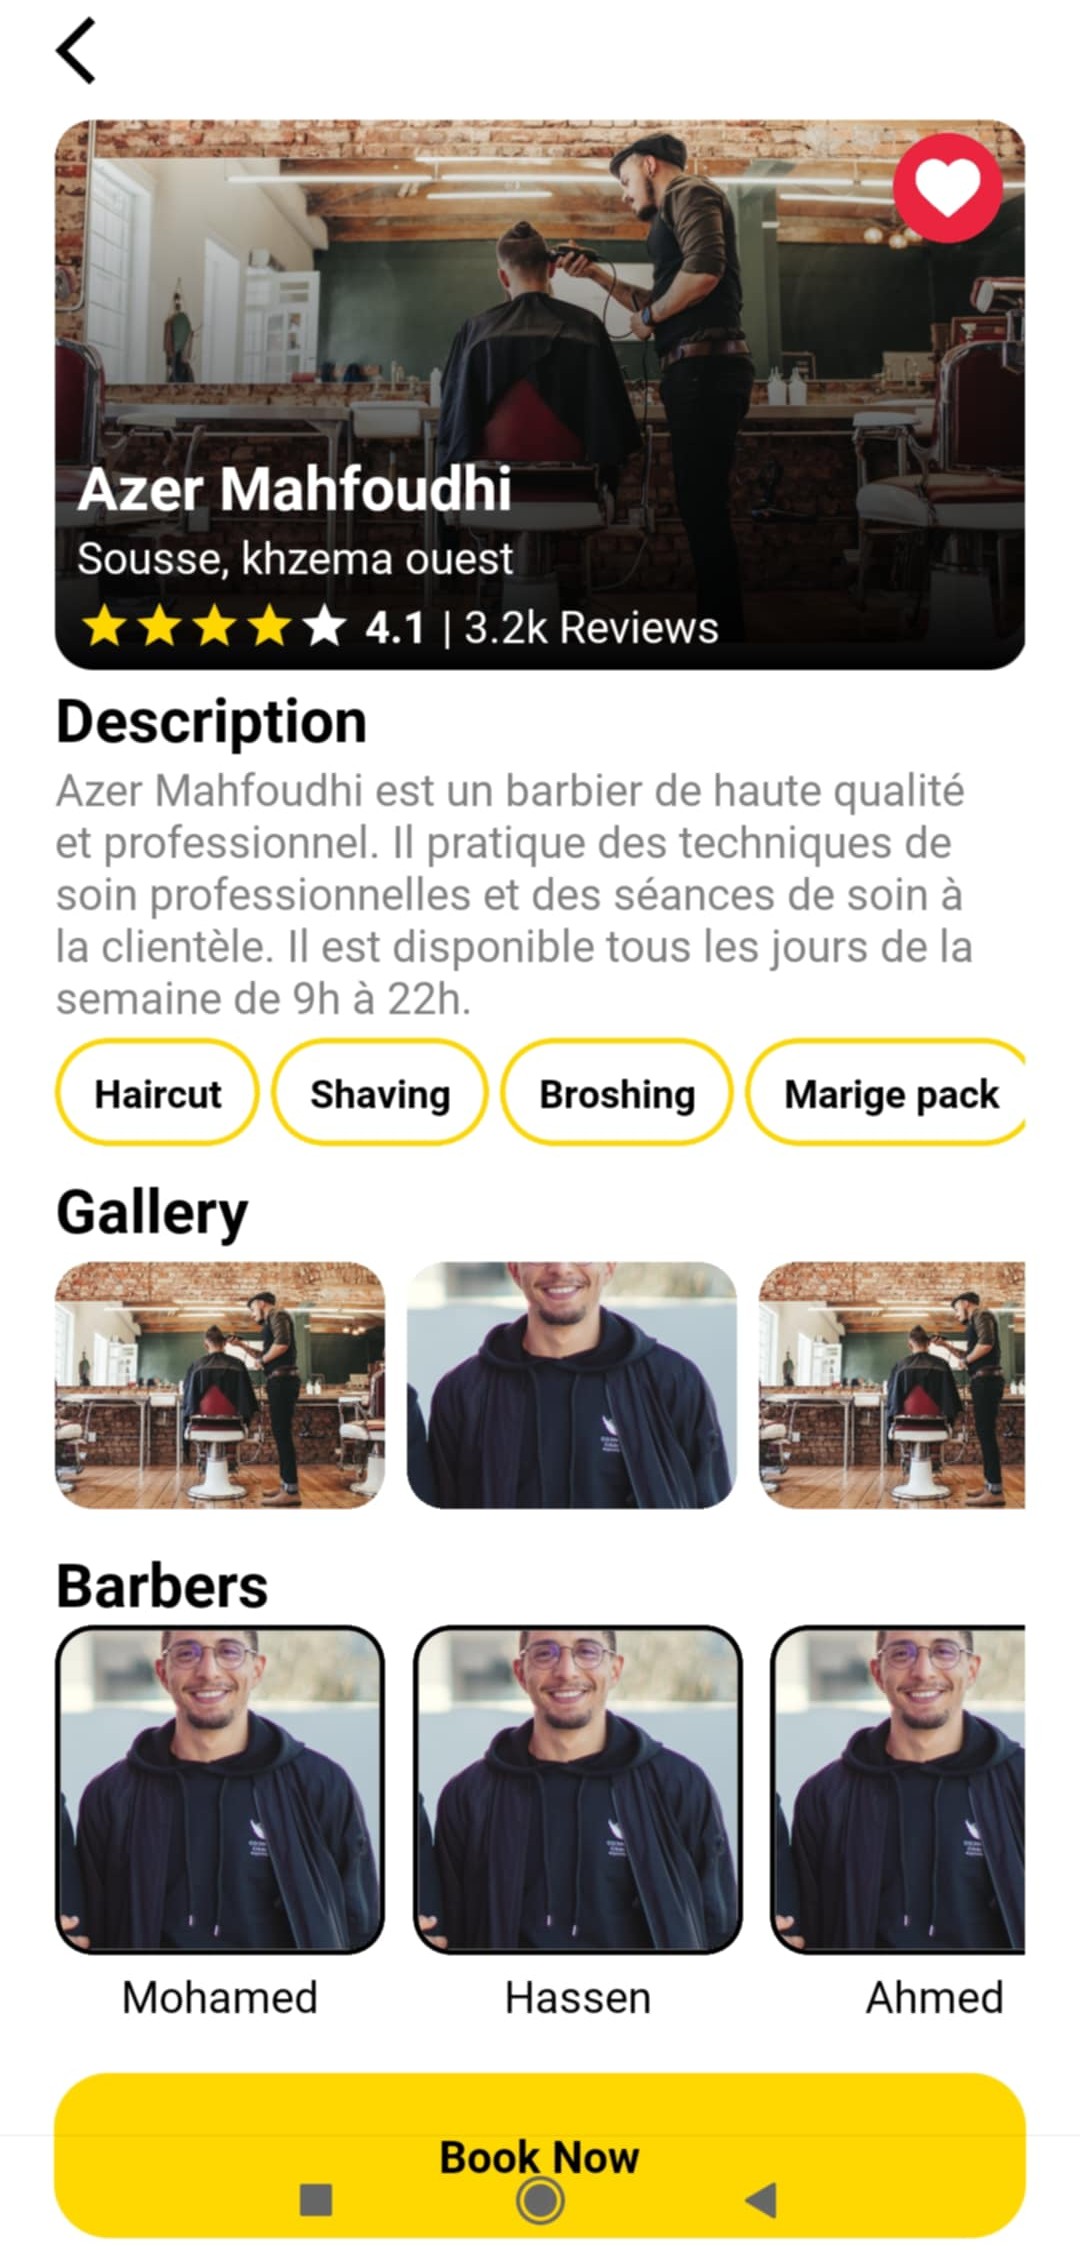 Azer Mahfoudhi
Sousse, khzema ouest
4.1 | 3.2k Reviews
Description
Azer Mahfoudhi est un barbier de haute qualité
et professionnel. Il pratique des techniques de
soin professionnelles et des séances de soin à
la clientèle. Il est disponible tous les jours de la
semaine de 9h à 22h.
Haircut Shaving Broshing Marige pack
Gallery
Barbers
Mohamed Hassen Ahmed
Book Now